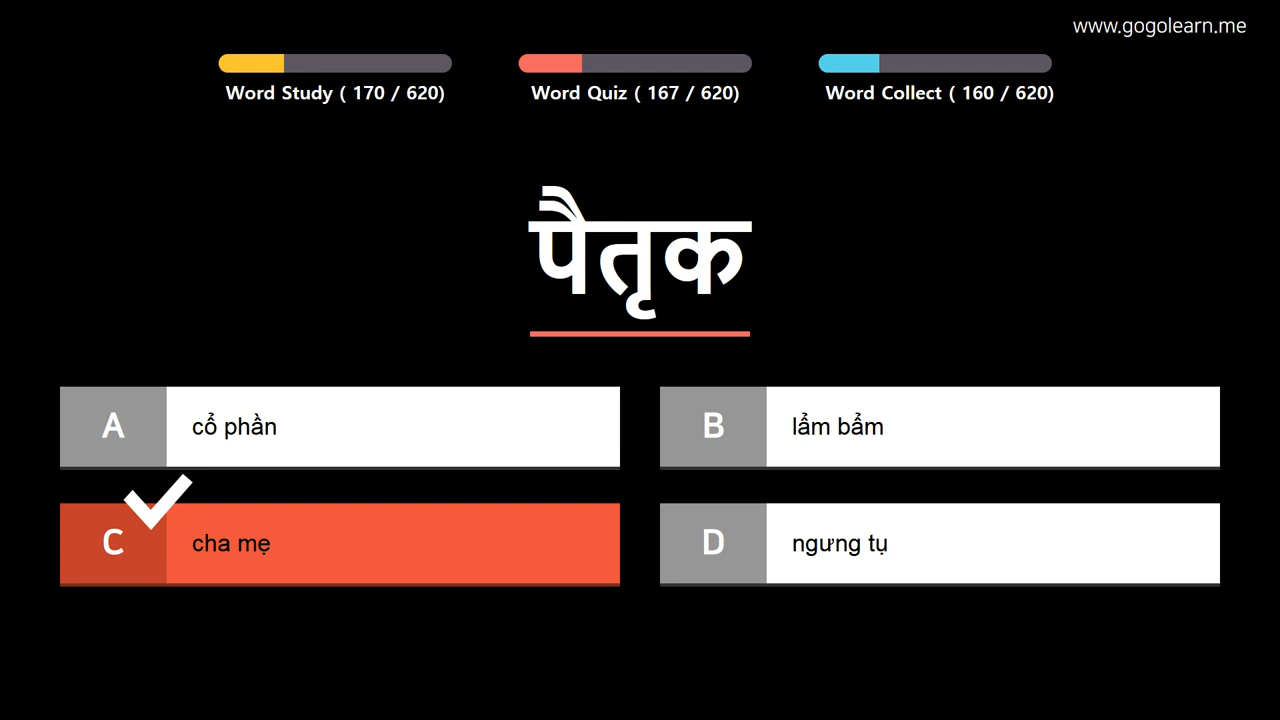 www.gogolearn.me
Word Study ( 170 / 620)
Word Quiz ( 167 / 620)
Word Collect ( 160 / 620)
पैतृक
A cổ phần
B lẩm bẩm
C cha mẹ
D ngưng tụ